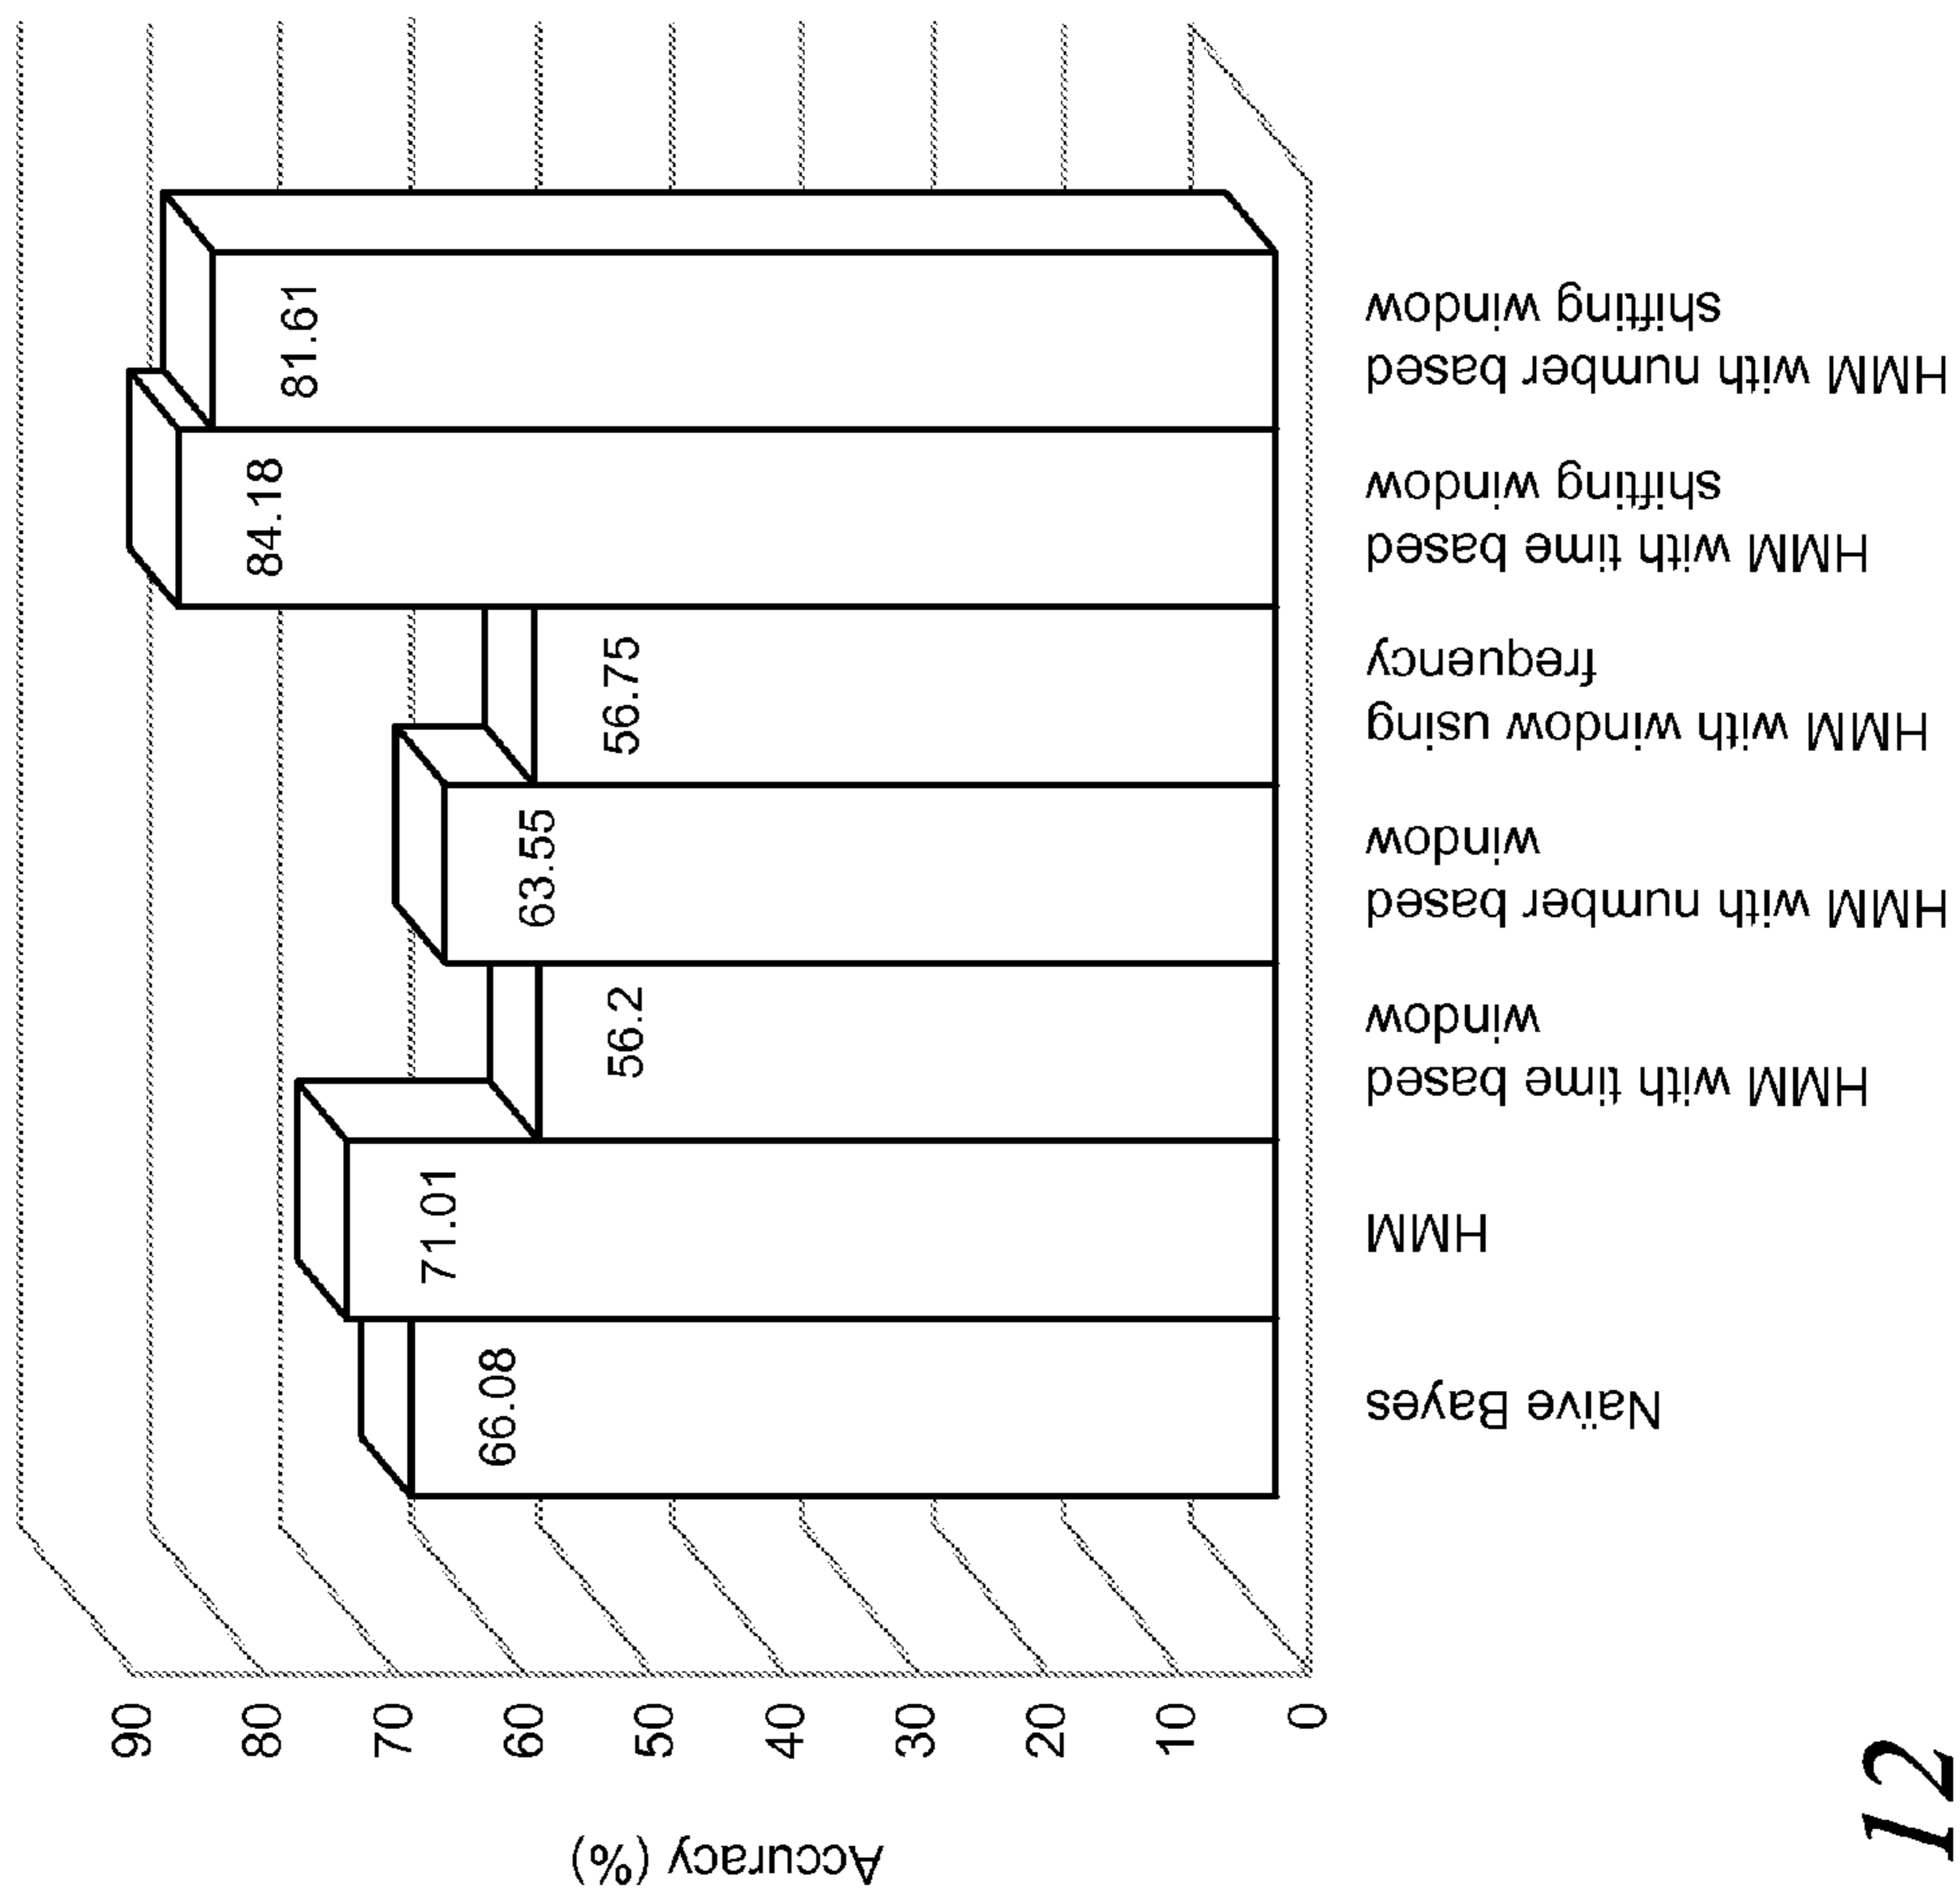 Accuracy (%)
90
80
70
60
50
40
30
20
10
0
66.08
71.01
56.2
63.55
56.75
84.18
81.61
Naïve Bayes
HMM
HMM with time based
window
HMM with number based
window
HMM with window using
frequency
HMM with time based
shifting window
HMM with number based
shifting window
12